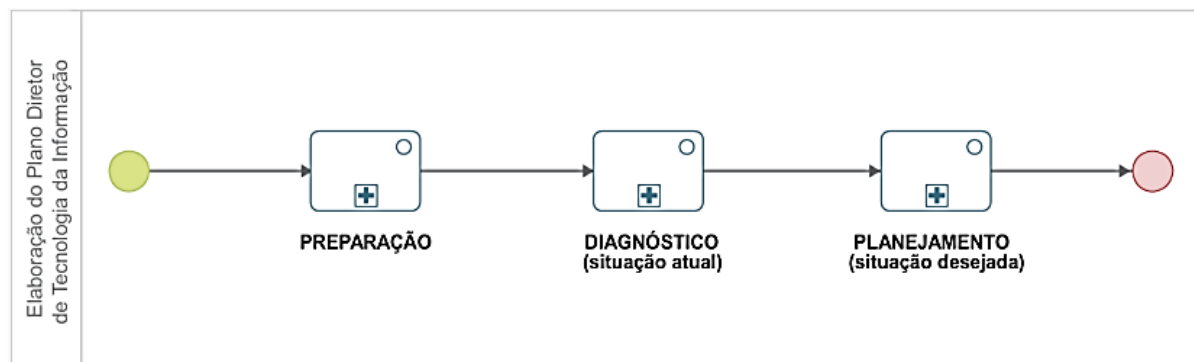 Elaboração do Plano Diretor
de Tecnologia da Informação
PREPARAÇÃO
DIAGNÓSTICO
(situação atual)
PLANEJAMENTO
(situação desejada)